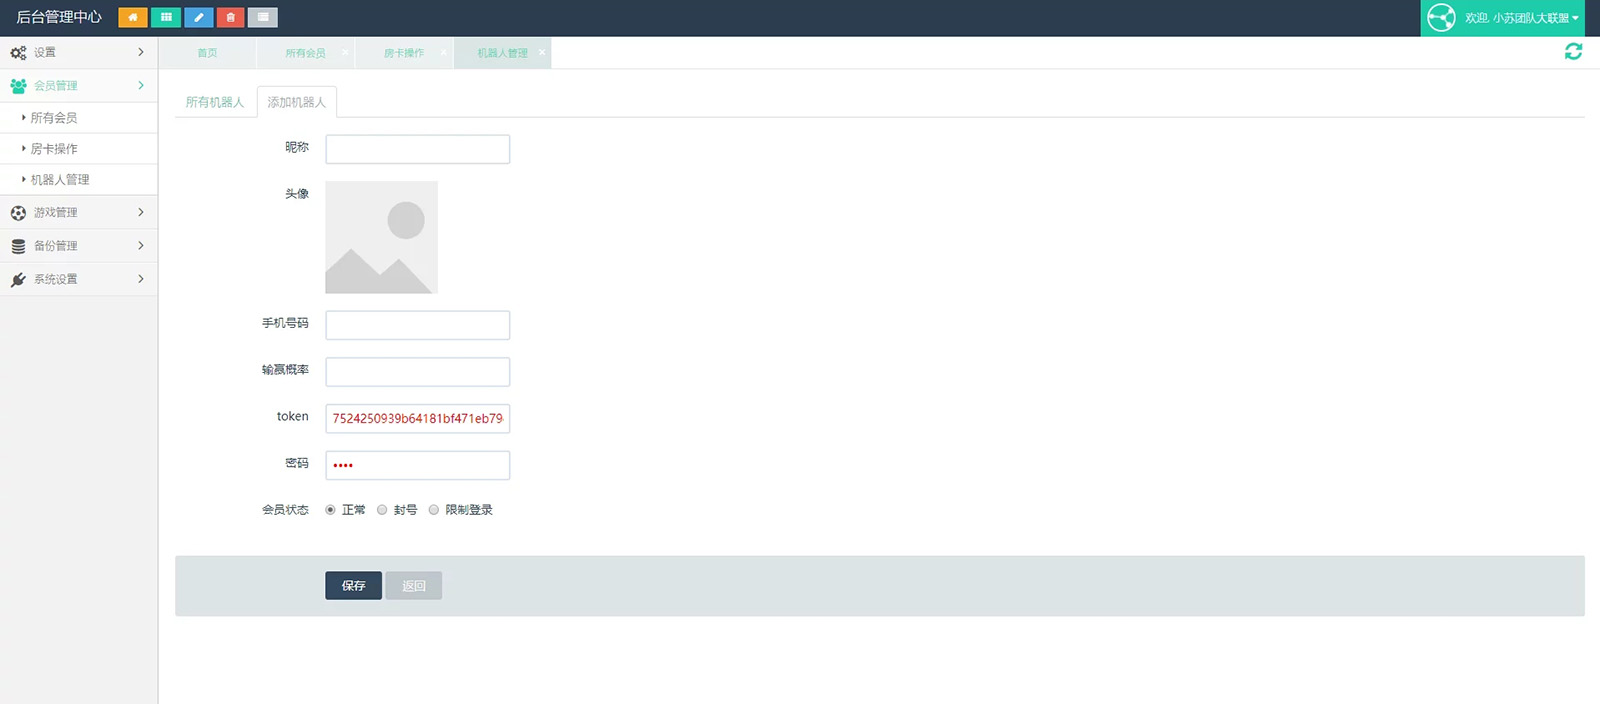 后台管理中心
欢迎, 小苏团队大联盟
设置
会员管理
所有会员
房卡操作
机器人管理
游戏管理
备份管理
系统设置
首页
所有会员
房卡操作
机器人管理
所有机器人
添加机器人
昵称
头像
手机号码
输赢概率
token
7524250939b64181bf471eb79
密码
••••
会员状态
正常
封号
限制登录
保存
返回